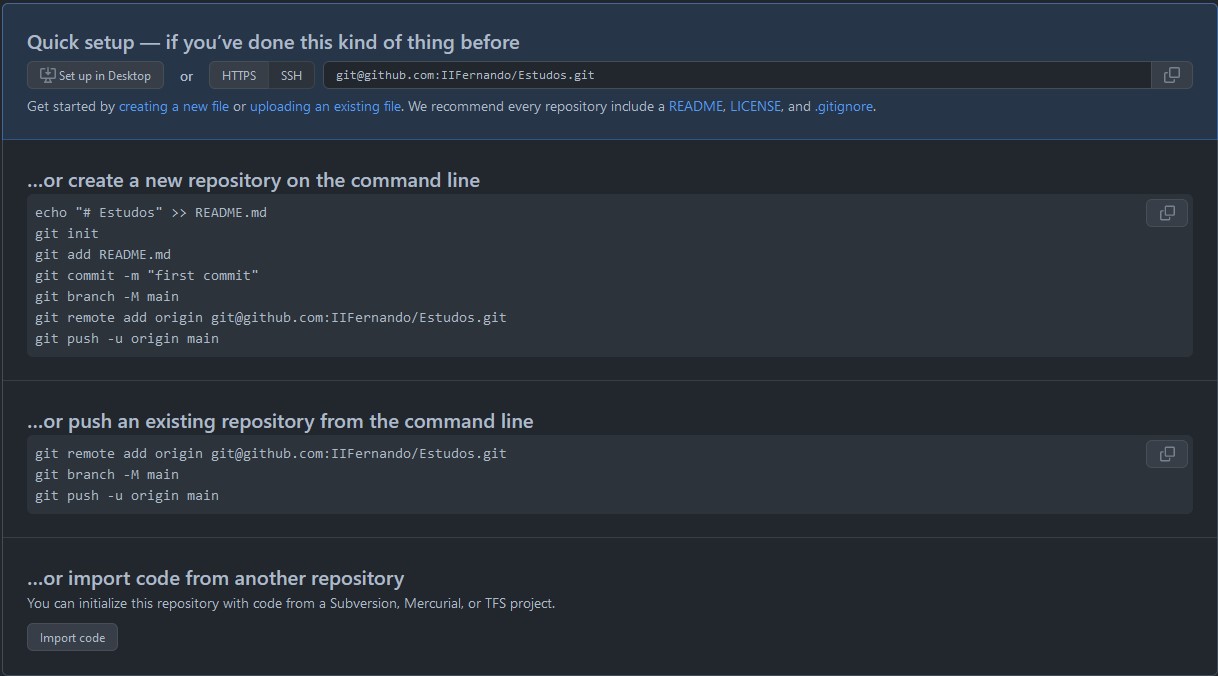 Quick setup — if you’ve done this kind of thing before
Set up in Desktop or HTTPS SSH git@github.com:IIFernando/Estudos.git
Get started by creating a new file or uploading an existing file. We recommend every repository include a README, LICENSE, and .gitignore.
…or create a new repository on the command line
echo "# Estudos" >> README.md
git init
git add README.md
git commit -m "first commit"
git branch -M main
git remote add origin git@github.com:IIFernando/Estudos.git
git push -u origin main
…or push an existing repository from the command line
git remote add origin git@github.com:IIFernando/Estudos.git
git branch -M main
git push -u origin main
…or import code from another repository
You can initialize this repository with code from a Subversion, Mercurial, or TFS project.
Import code